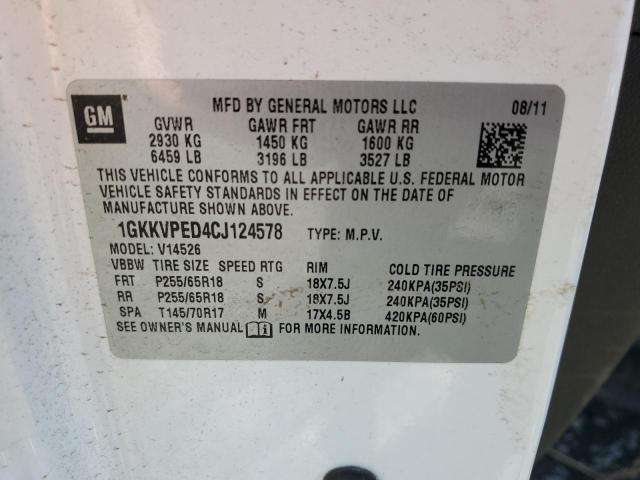 GM
MFD BY GENERAL MOTORS LLC 08/11
GVWR GAWR FRT GAWR RR
2930 KG 1450 KG 1600 KG
6459 LB 3196 LB 3527 LB
THIS VEHICLE CONFORMS TO ALL APPLICABLE U.S. FEDERAL MOTOR
VEHICLE SAFETY STANDARDS IN EFFECT ON THE DATE OF
MANUFACTURE SHOWN ABOVE.
1GKKVPED4CJ124578 TYPE: M.P.V.
MODEL: V14526
VBBW TIRE SIZE SPEED RTG RIM COLD TIRE PRESSURE
FRT P255/65R18 S 18X7.5J 240KPA(35PSI)
RR P255/65R18 S 18X7.5J 240KPA(35PSI)
SPA T145/70R17 M 17X4.5B 420KPA(60PSI)
SEE OWNER'S MANUAL FOR MORE INFORMATION.